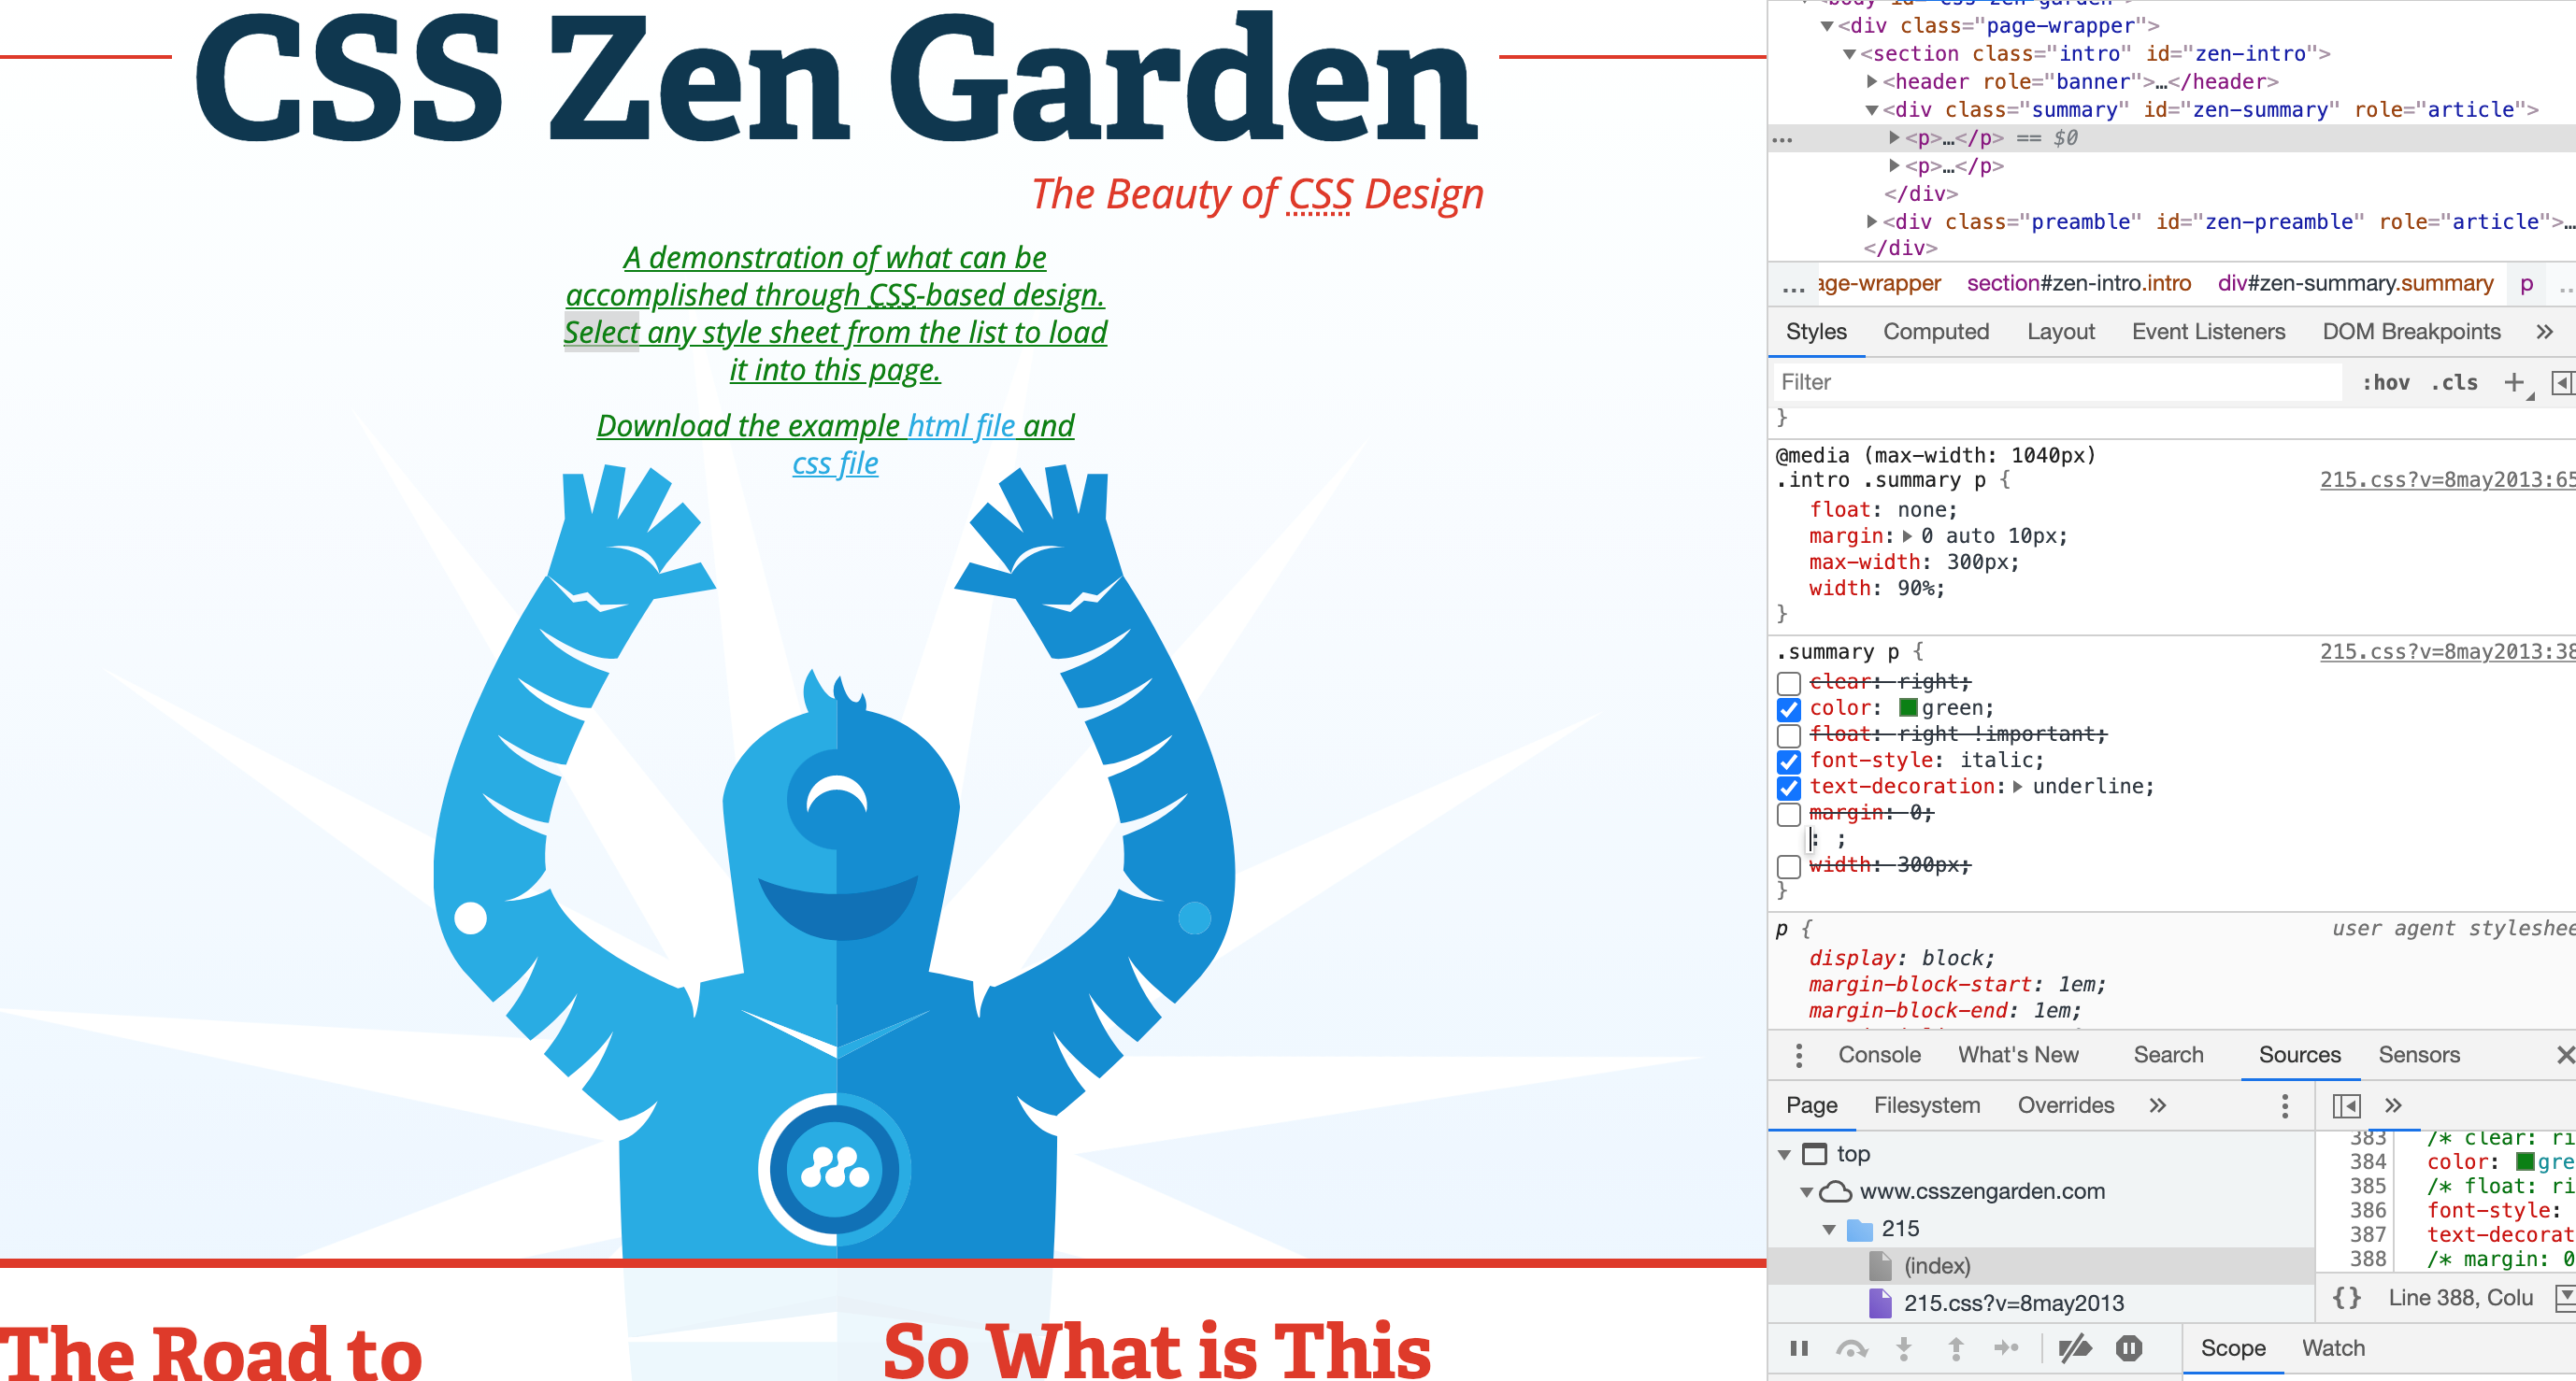 CSS Zen Garden
The Beauty of CSS Design
A demonstration of what can be
accomplished through CSS-based design.
Select any style sheet from the list to load
it into this page.
Download the example html file and
css file
The Road to
So What is This
<div class="page-wrapper">
<section class="intro" id="zen-intro">
<header role="banner">…</header>
<div class="summary" id="zen-summary" role="article">
… <p>…</p> == $0
<p>…</p>
</div>
<div class="preamble" id="zen-preamble" role="article">…
</div>
… age-wrapper section#zen-intro.intro div#zen-summary.summary p …
Styles Computed Layout Event Listeners DOM Breakpoints »
Filter :hov .cls +
}
@media (max-width: 1040px)
.intro .summary p { 215.css?v=8may2013:65
float: none;
margin: 0 auto 10px;
max-width: 300px;
width: 90%;
}
.summary p { 215.css?v=8may2013:38
clear: right;
color: green;
float: right !important;
font-style: italic;
text-decoration: underline;
margin: 0;
: ;
width: 300px;
}
p { user agent styleshee
display: block;
margin-block-start: 1em;
margin-block-end: 1em;
Console What's New Search Sources Sensors
Page Filesystem Overrides » »
top
www.csszengarden.com
215
(index)
215.css?v=8may2013
383 /* clear: ri
384 color: gre
385 /* float: ri
386 font-style:
387 text-decorat
388 /* margin: 0
{} Line 388, Colu
Scope Watch